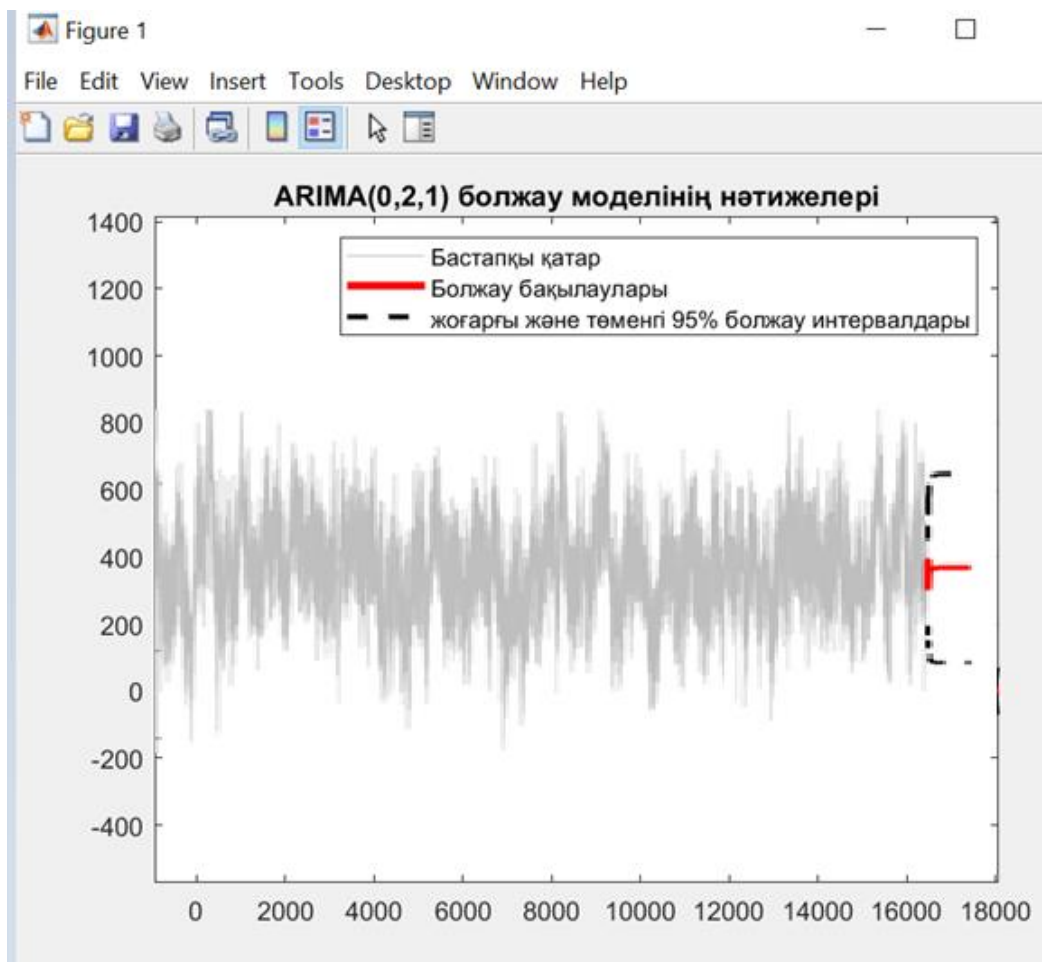 Figure 1
File Edit View Insert Tools Desktop Window Help
ARIMA(0,2,1) болжау моделінің нәтижелері
1400
1200
1000
800
600
400
200
0
-200
-400
Бастапқы қатар
Болжау бақылаулары
жоғарғы және төменгі 95% болжау интервалдары
0 2000 4000 6000 8000 10000 12000 14000 16000 18000